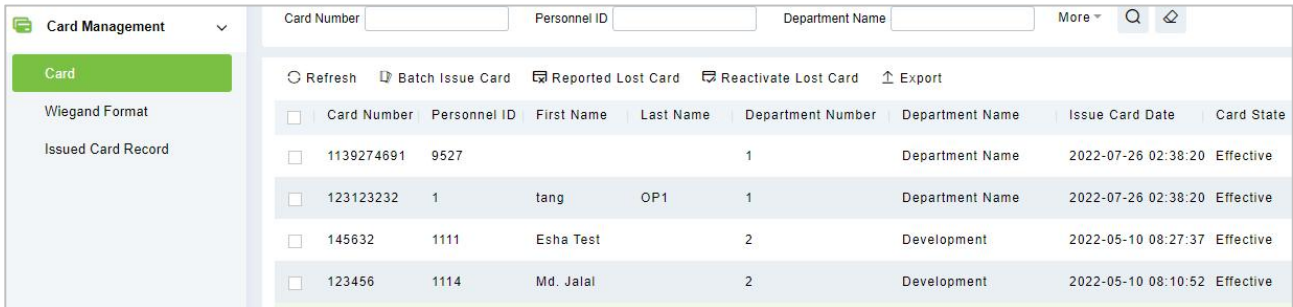 Card Management
Card
Wiegand Format
Issued Card Record
Card Number Personnel ID Department Name More
Refresh Batch Issue Card Reported Lost Card Reactivate Lost Card Export
Card Number Personnel ID First Name Last Name Department Number Department Name Issue Card Date Card State
1139274691 9527 1 Department Name 2022-07-26 02:38:20 Effective
123123232 1 tang OP1 1 Department Name 2022-07-26 02:38:20 Effective
145632 1111 Esha Test 2 Development 2022-05-10 08:27:37 Effective
123456 1114 Md. Jalal 2 Development 2022-05-10 08:10:52 Effective